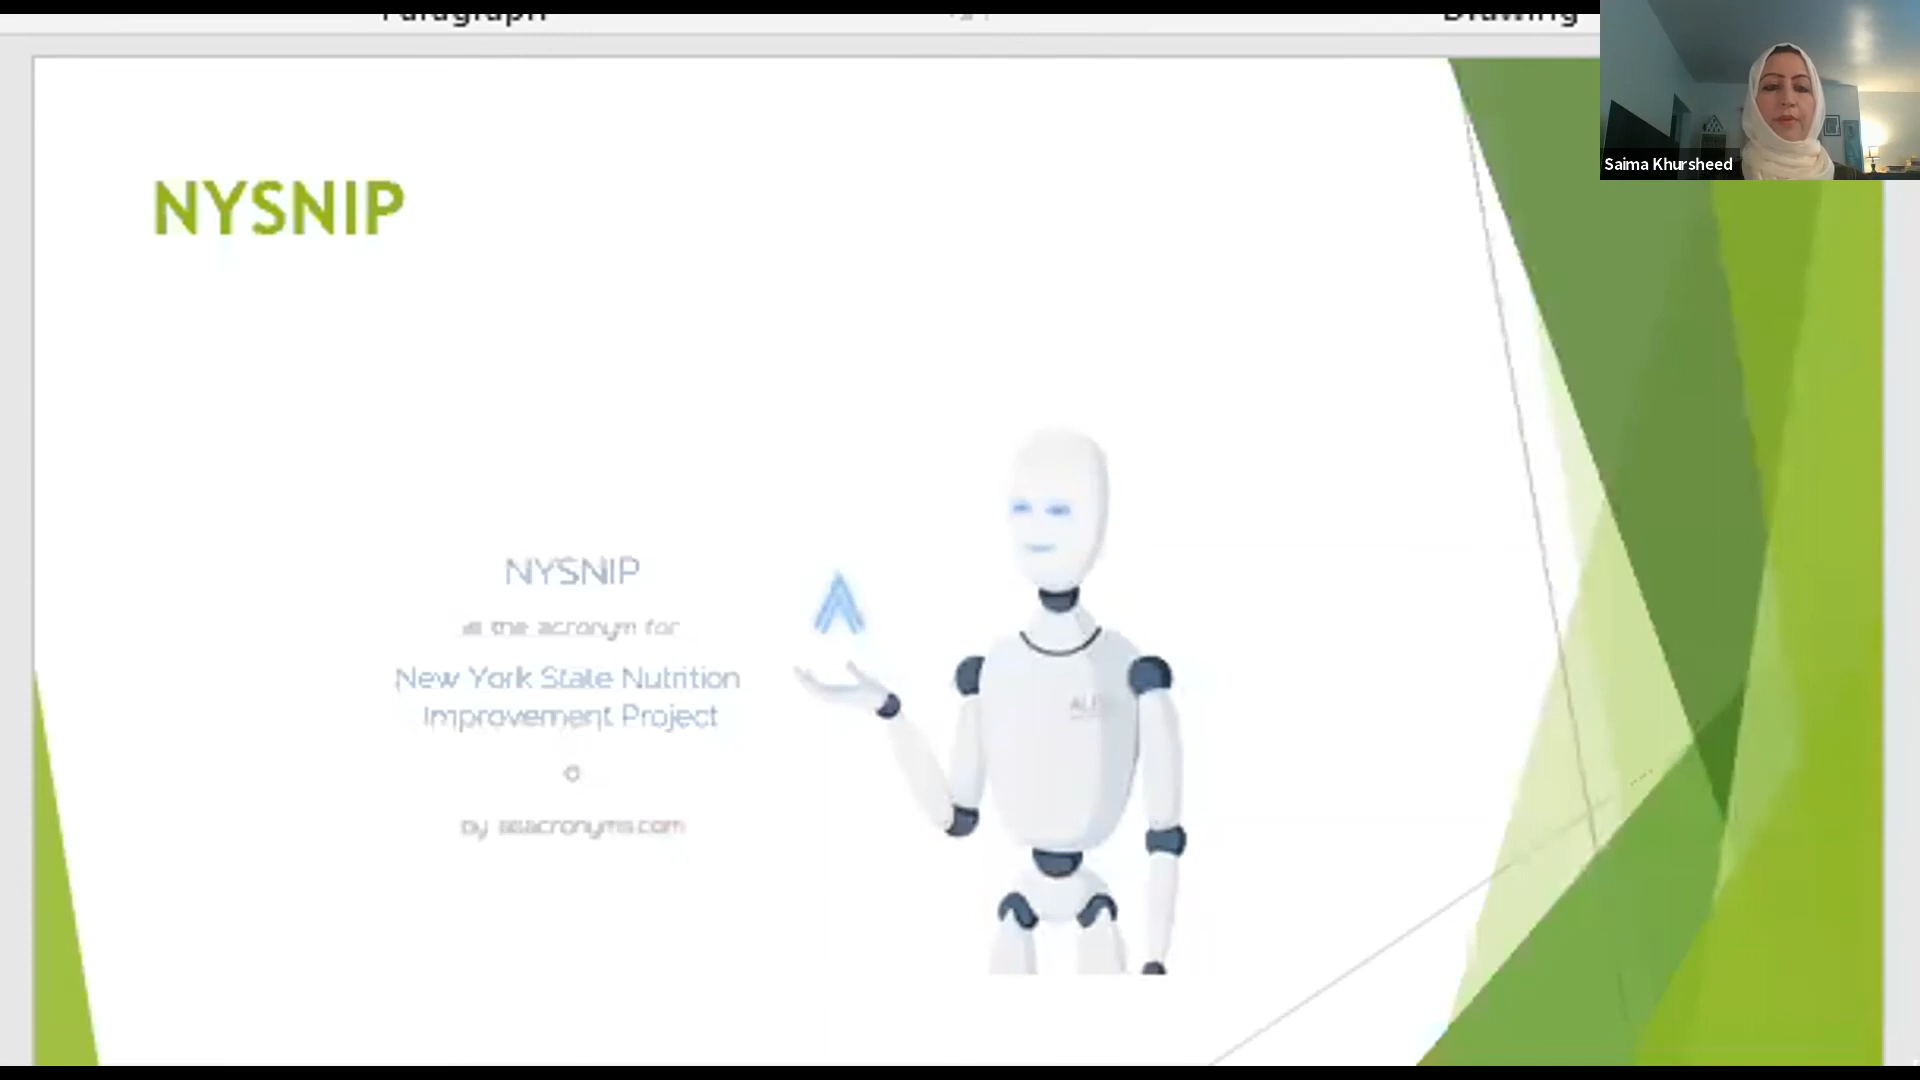 Paragraph
Drawing
Saima Khursheed
NYSNIP
NYSNIP
is the acronym for
New York State Nutrition
Improvement Project
by allacronyms.com